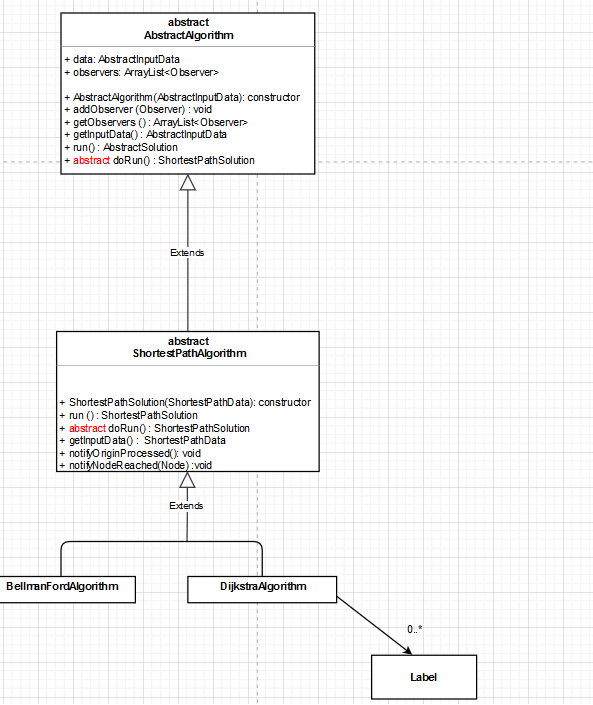 abstract
AbstractAlgorithm
+ data: AbstractInputData
+ observers: ArrayList<Observer>
+ AbstractAlgorithm(AbstractInputData): constructor
+ addObserver (Observer) : void
+ getObservers () : ArrayList<Observer>
+ getInputData() : AbstractInputData
+ run() : AbstractSolution
+ abstract doRun() : ShortestPathSolution
Extends
abstract
ShortestPathAlgorithm
+ ShortestPathSolution(ShortestPathData): constructor
+ run () : ShortestPathSolution
+ abstract doRun() : ShortestPathSolution
+ getInputData() : ShortestPathData
+ notifyOriginProcessed(): void
+ notifyNodeReached(Node) :void
Extends
BellmanFordAlgorithm
DijkstraAlgorithm
0..*
Label